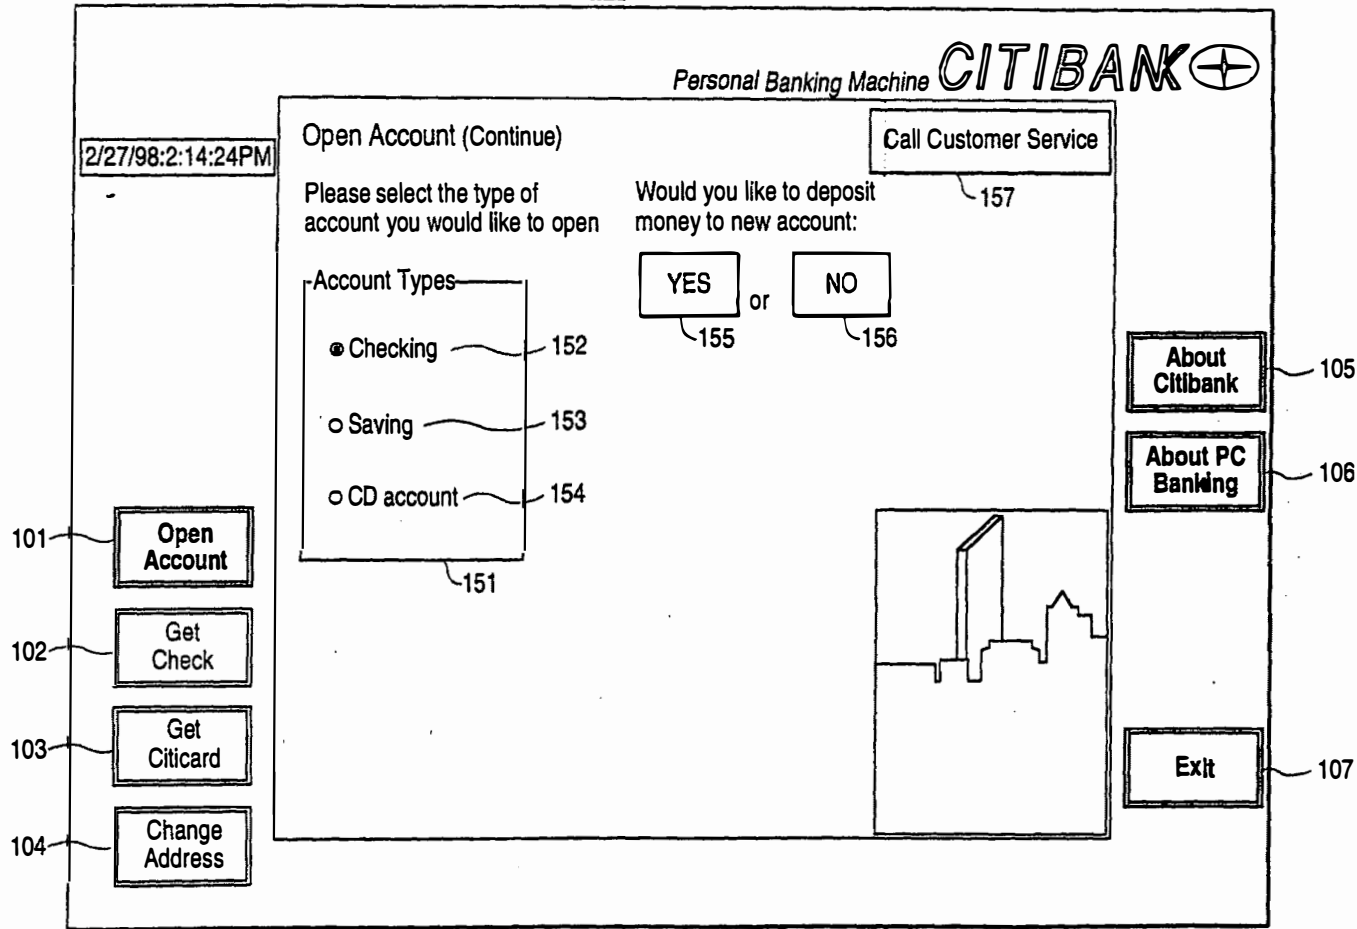 Personal Banking Machine CITIBANK
2/27/98:2:14:24PM
Open Account (Continue)
Call Customer Service
157
Please select the type of
account you would like to open
Would you like to deposit
money to new account:
YES
or
NO
155
156
Account Types
Checking
152
Saving
153
CD account
154
151
About
Citibank
105
About PC
Banking
106
101
Open
Account
102
Get
Check
103
Get
Citicard
104
Change
Address
Exit
107